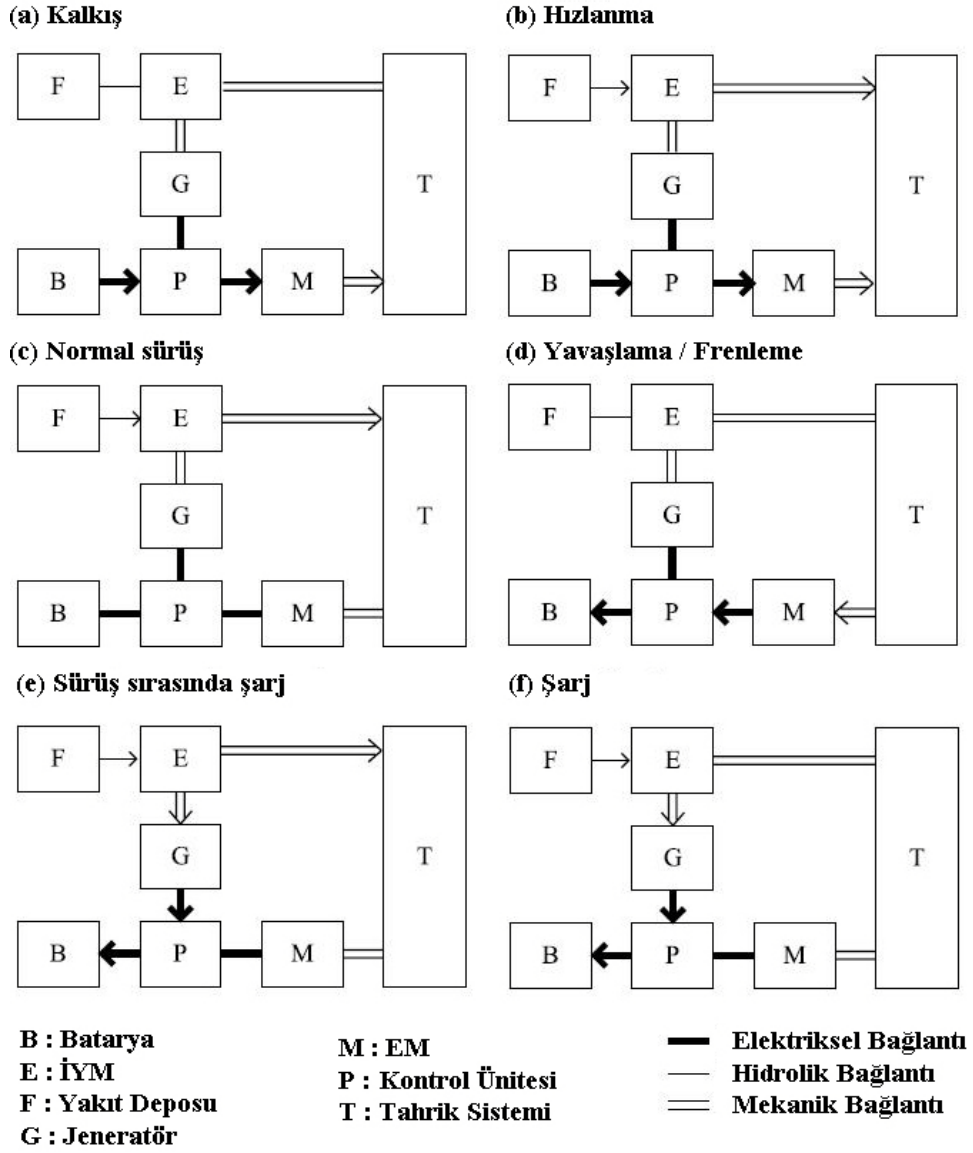 (a) Kalkış
(b) Hızlanma
F
E
T
G
B
P
M
F
E
T
G
B
P
M
(c) Normal sürüş
(d) Yavaşlama / Frenleme
F
E
T
G
B
P
M
F
E
T
G
B
P
M
(e) Sürüş sırasında şarj
(f) Şarj
F
E
T
G
B
P
M
F
E
T
G
B
P
M
B : Batarya
E : İYM
F : Yakıt Deposu
G : Jeneratör
M : EM
P : Kontrol Ünitesi
T : Tahrik Sistemi
Elektriksel Bağlantı
Hidrolik Bağlantı
Mekanik Bağlantı